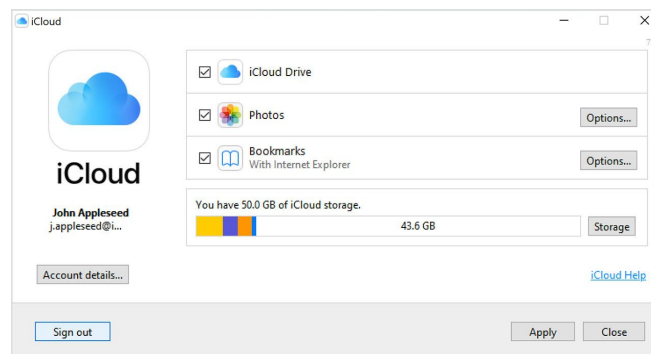 iCloud
iCloud Drive
Photos
Options...
Bookmarks
With Internet Explorer
Options...
iCloud
John Appleseed
j.appleseed@i...
You have 50.0 GB of iCloud storage.
43.6 GB
Storage
Account details...
iCloud Help
Sign out
Apply
Close